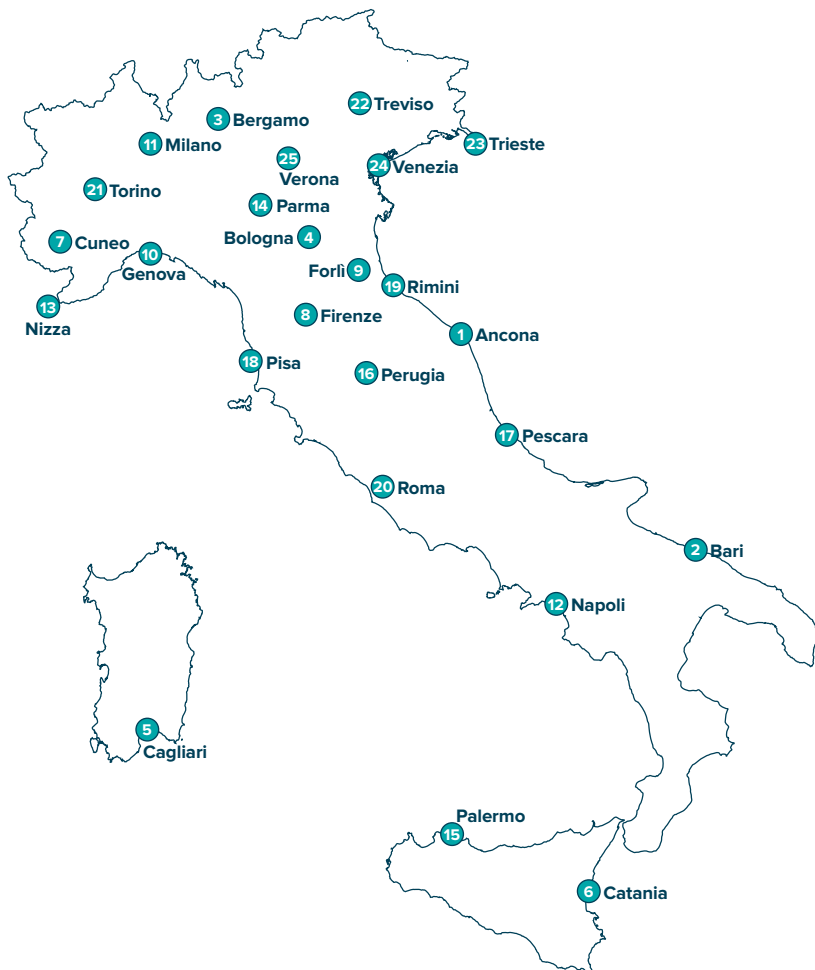 22 Treviso
3 Bergamo
11 Milano
23 Trieste
25 Verona
24 Venezia
21 Torino
14 Parma
7 Cuneo
Bologna 4
10 Genova
Forlì 9
19 Rimini
13 Nizza
8 Firenze
1 Ancona
18 Pisa
16 Perugia
17 Pescara
20 Roma
2 Bari
12 Napoli
5 Cagliari
Palermo 15
6 Catania